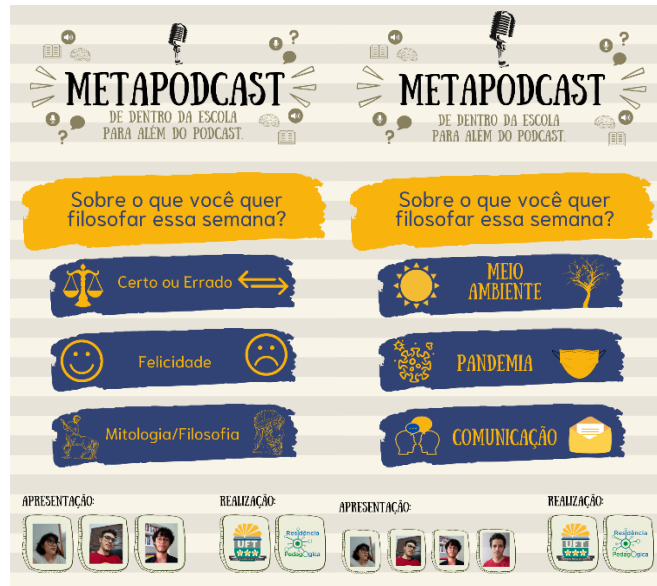 METAPODCAST
DE DENTRO DA ESCOLA
PARA ALÉM DO PODCAST.
Sobre o que você quer
filosofar essa semana?
Certo ou Errado
Felicidade
Mitologia/Filosofia
APRESENTAÇÃO:
REALIZAÇÃO:
UFT
Residência
Pedagógica
METAPODCAST
DE DENTRO DA ESCOLA
PARA ALÉM DO PODCAST.
Sobre o que você quer
filosofar essa semana?
MEIO
AMBIENTE
PANDEMIA
COMUNICAÇÃO
APRESENTAÇÃO:
REALIZAÇÃO:
UFT
Residência
Pedagógica